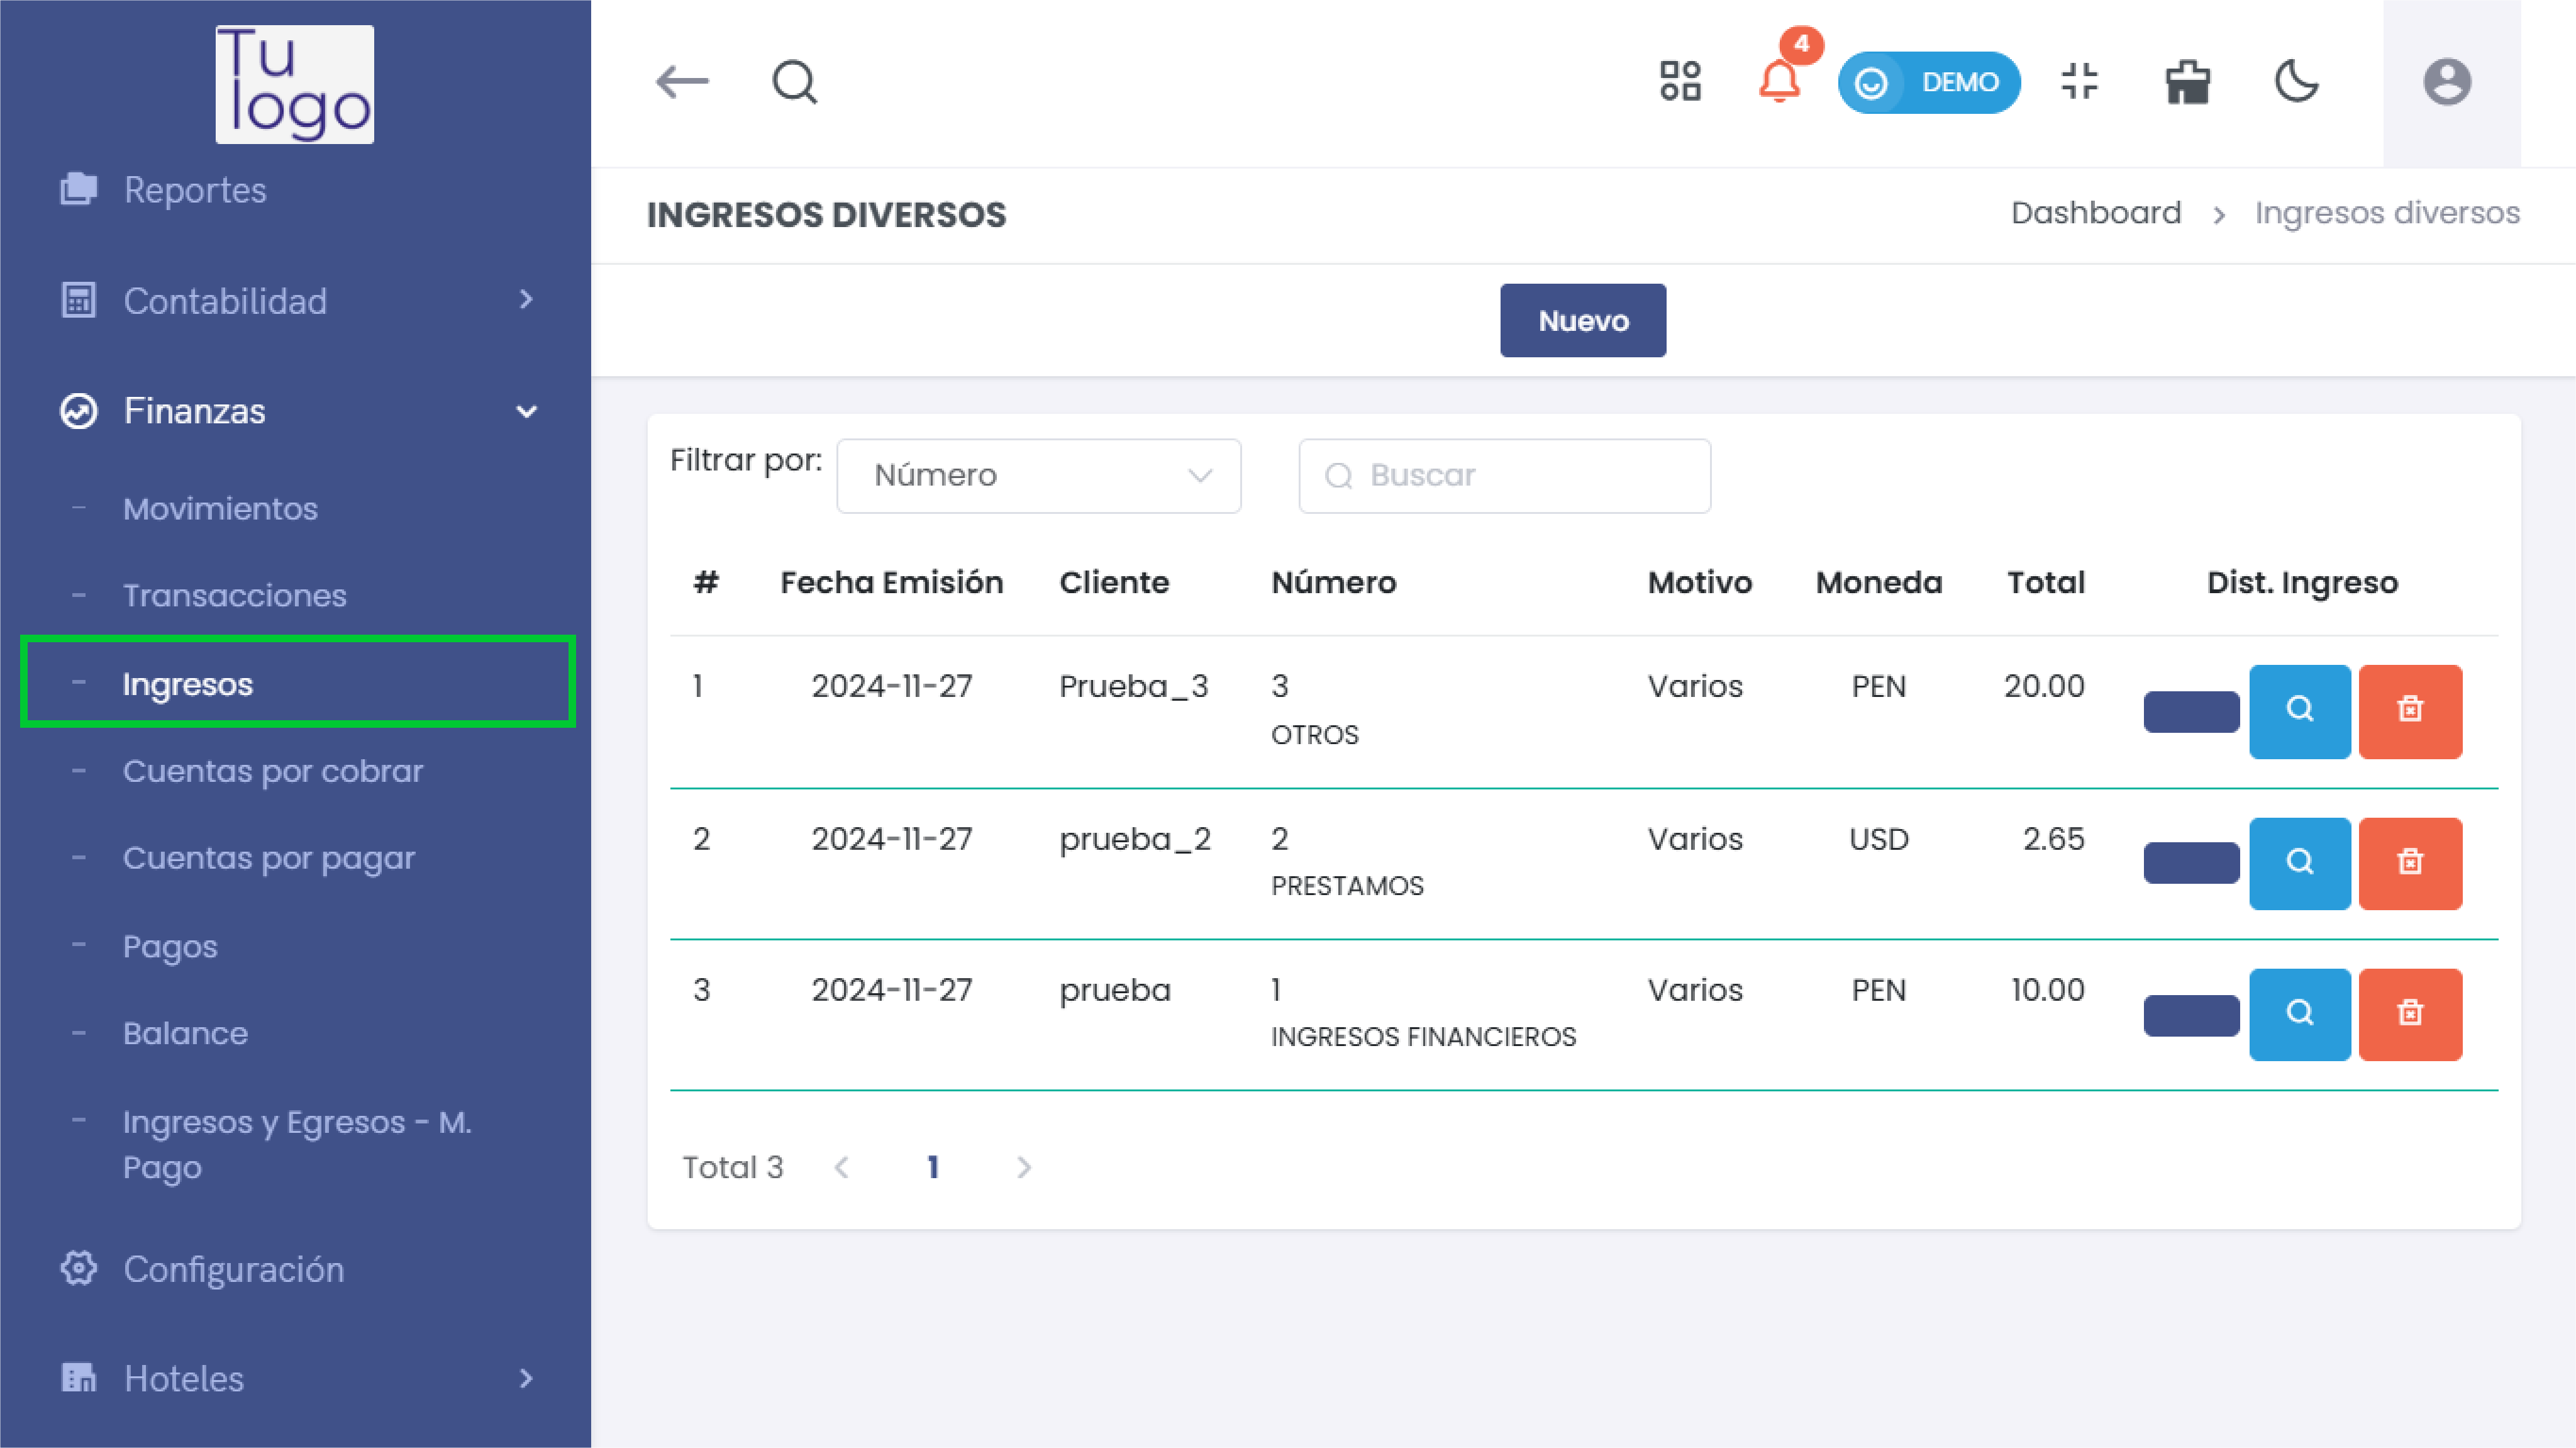 Tu
logo
Reportes
Contabilidad
Finanzas
- Movimientos
- Transacciones
- Ingresos
- Cuentas por cobrar
- Cuentas por pagar
- Pagos
- Balance
- Ingresos y Egresos - M.
Pago
Configuración
Hoteles
4
DEMO
INGRESOS DIVERSOS
Dashboard > Ingresos diversos
Nuevo
Filtrar por: Número Buscar
# Fecha Emisión Cliente Número Motivo Moneda Total Dist. Ingreso
1 2024-11-27 Prueba_3 3 Varios PEN 20.00
OTROS
2 2024-11-27 prueba_2 2 Varios USD 2.65
PRESTAMOS
3 2024-11-27 prueba 1 Varios PEN 10.00
INGRESOS FINANCIEROS
Total 3 < 1 >